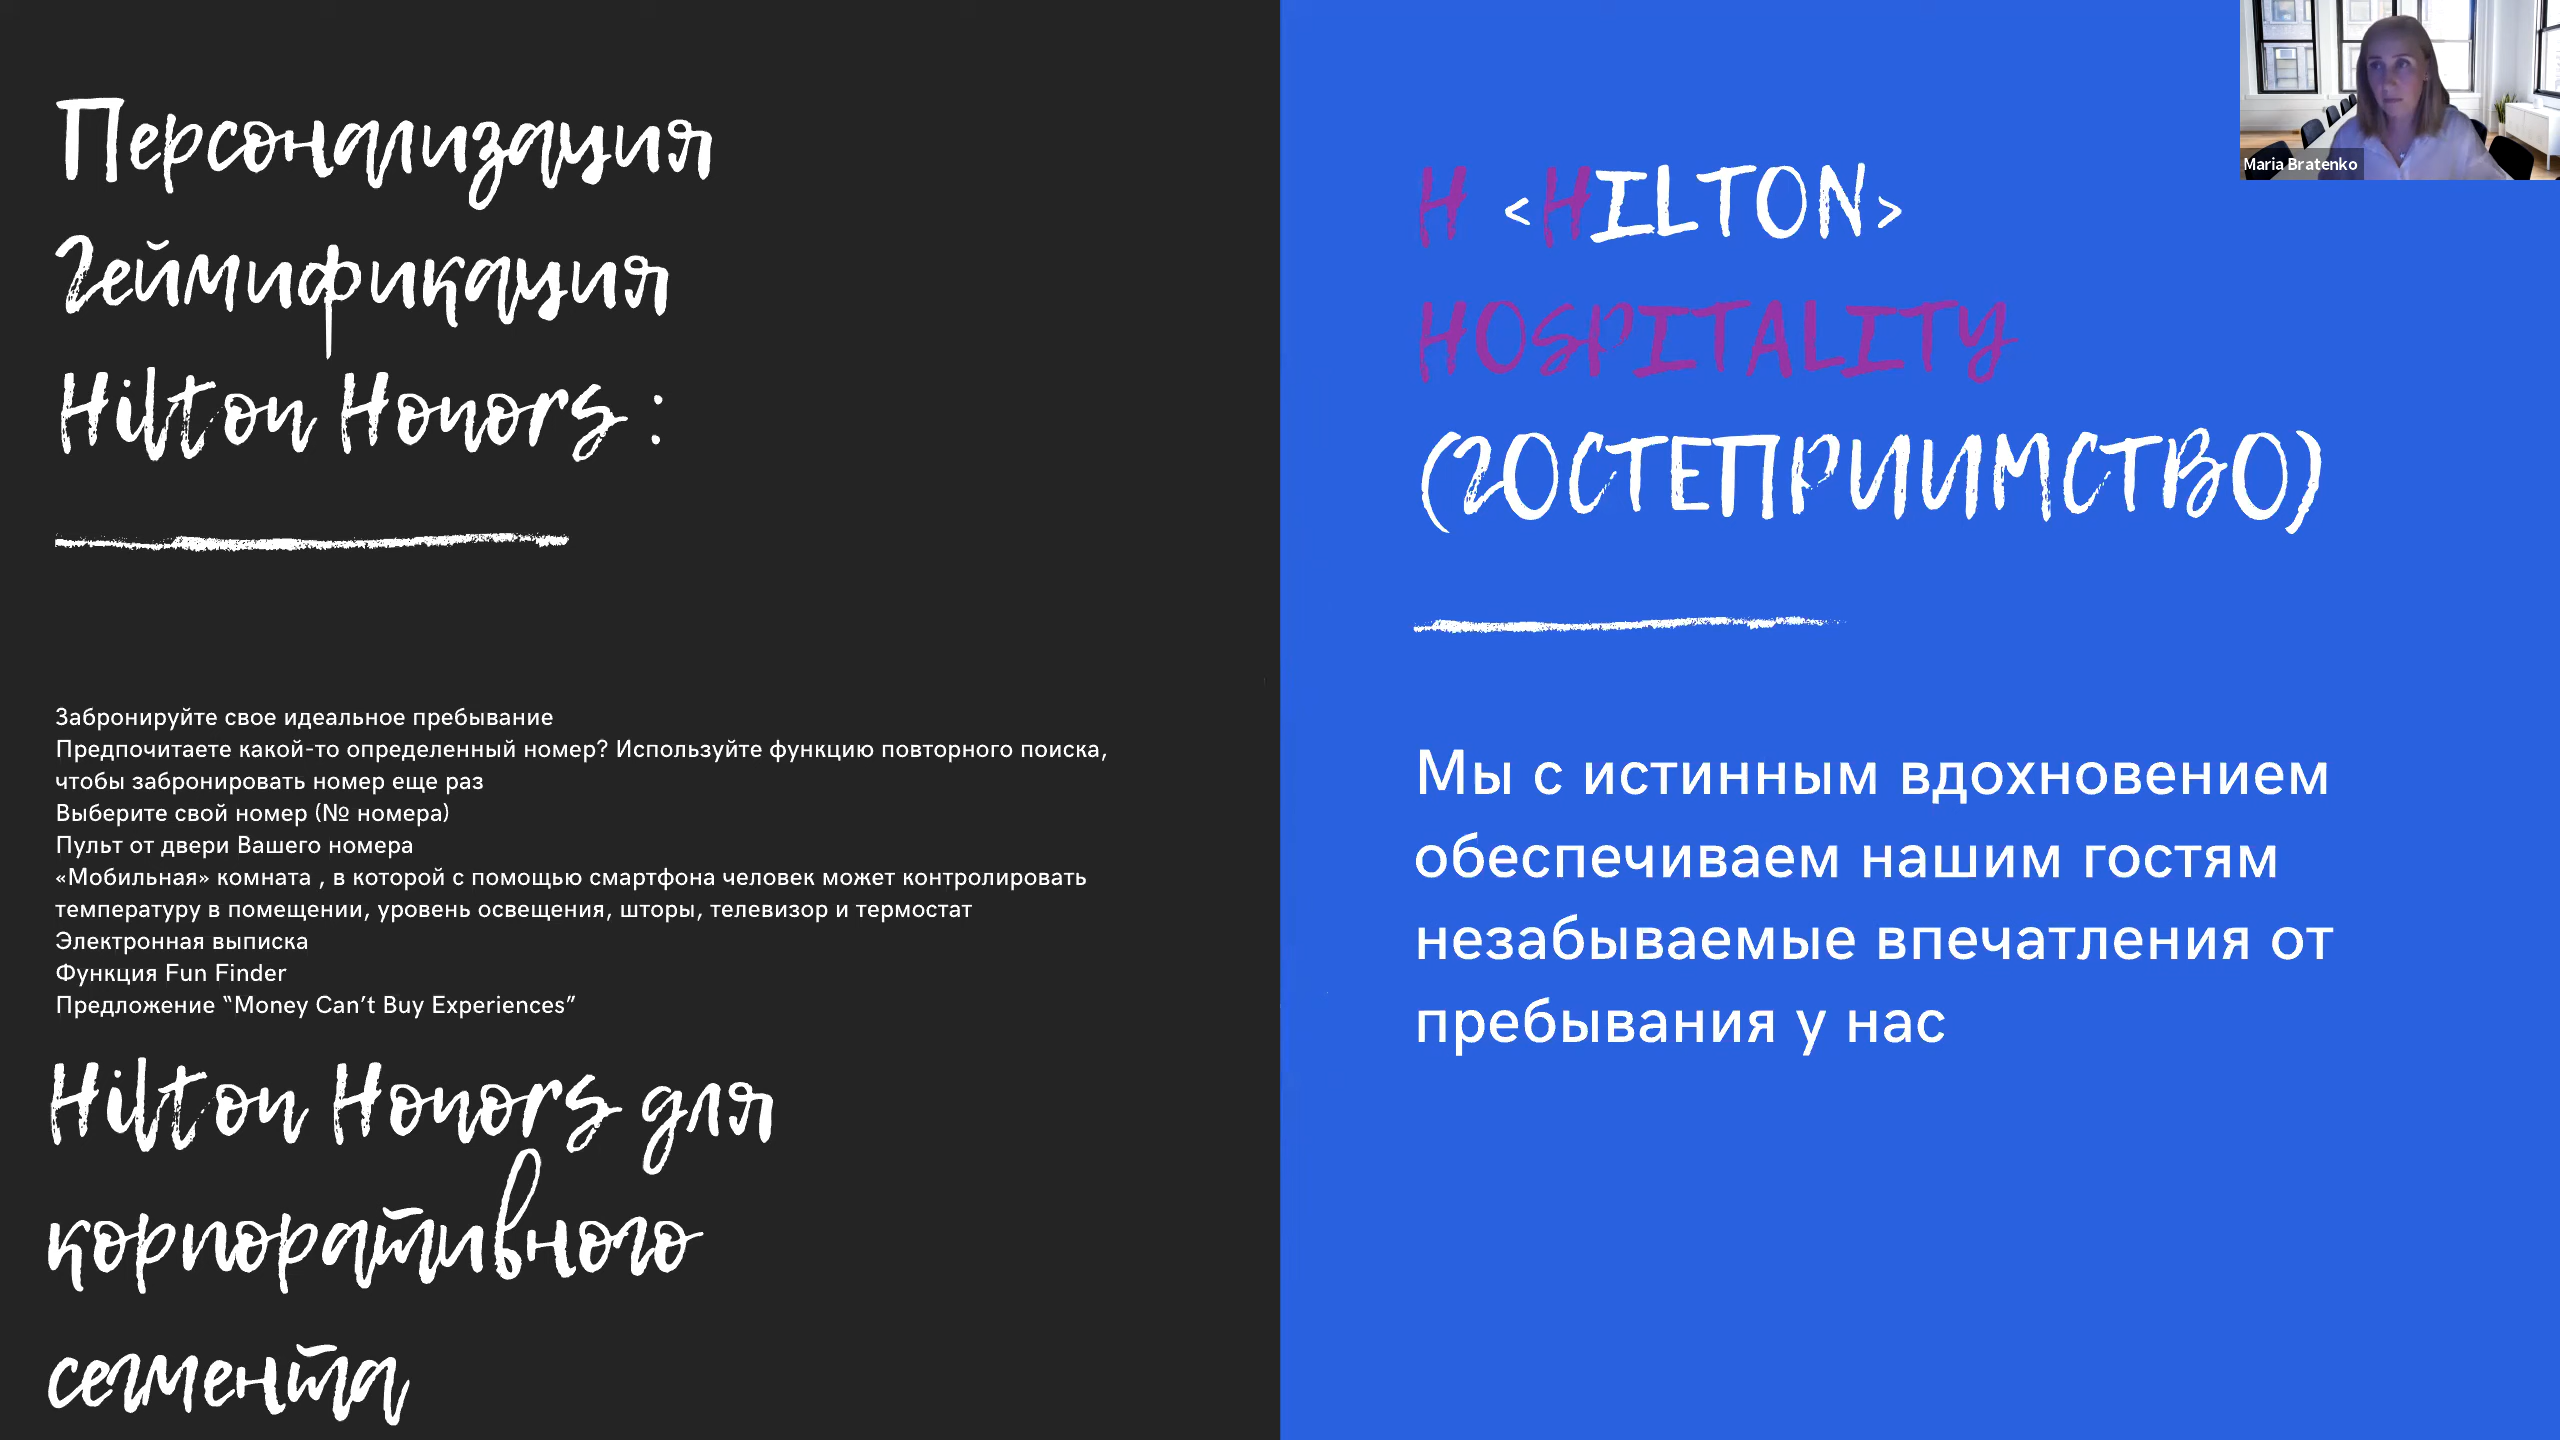 Персонализация
Геймификация
Hilton Honors :
Забронируйте свое идеальное пребывание
Предпочитаете какой-то определенный номер? Используйте функцию повторного поиска,
чтобы забронировать номер еще раз
Выберите свой номер (№ номера)
Пульт от двери Вашего номера
«Мобильная» комната , в которой с помощью смартфона человек может контролировать
температуру в помещении, уровень освещения, шторы, телевизор и термостат
Электронная выписка
Функция Fun Finder
Предложение “Money Can’t Buy Experiences”
Hilton Honors для
корпоративного
сегмента
H <HILTON>
HOSPITALITY
(ГОСТЕПРИИМСТВО)
Мы с истинным вдохновением
обеспечиваем нашим гостям
незабываемые впечатления от
пребывания у нас
Maria Bratenko